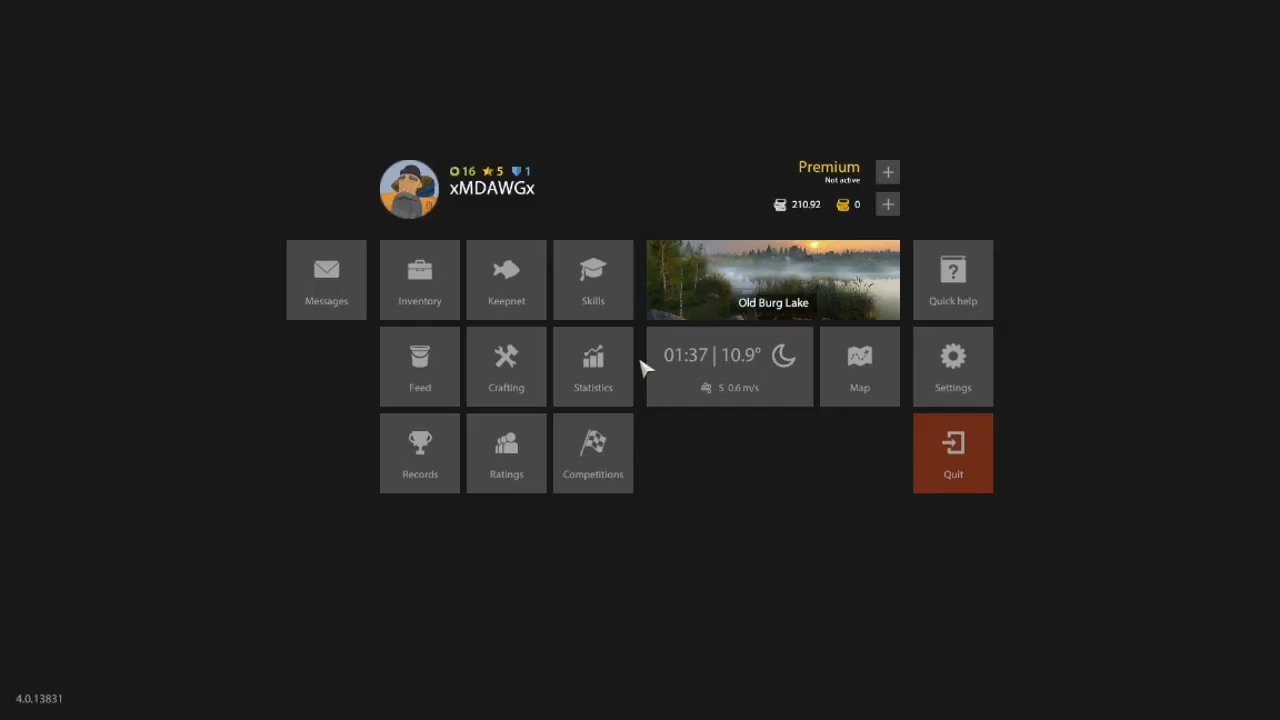 16 5 1
xMDAWGx
Premium
Not active
210.92 0
Messages
Inventory
Keepnet
Skills
Old Burg Lake
Quick help
Feed
Crafting
Statistics
01:37 | 10.9°
S 0.6 m/s
Map
Settings
Records
Ratings
Competitions
Quit
4.0.13831